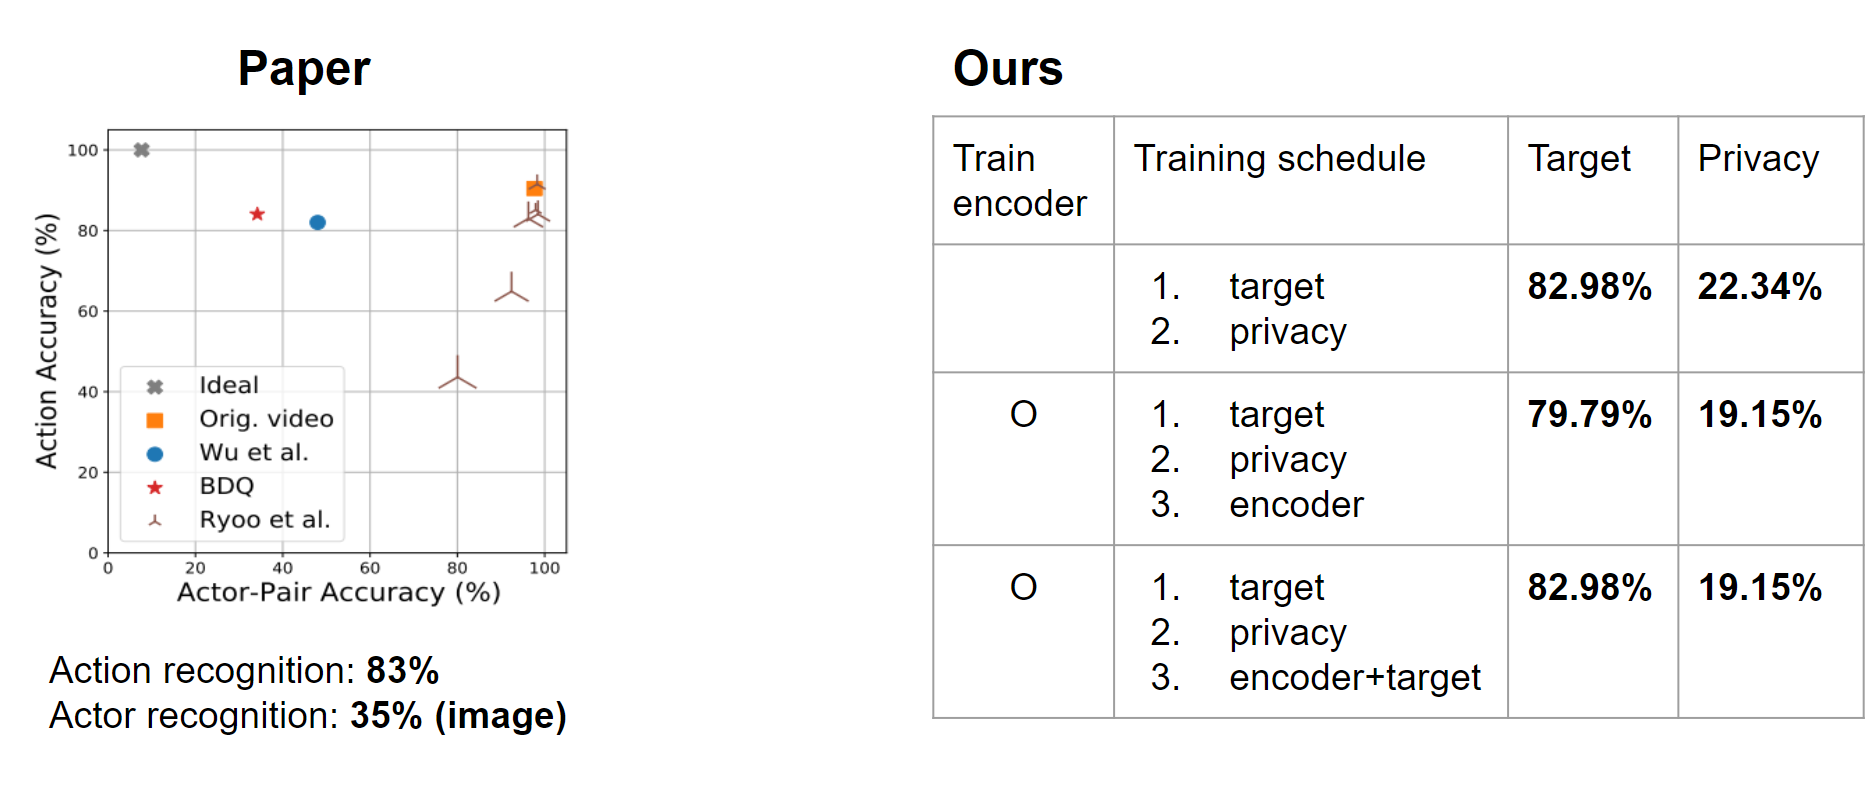 Paper
100
80
60
40
20
0
0 20 40 60 80 100
Action Accuracy (%)
Actor-Pair Accuracy (%)
Ideal
Orig. video
Wu et al.
BDQ
Ryoo et al.
Action recognition: 83%
Actor recognition: 35% (image)
Ours
Train encoder Training schedule Target Privacy
1. target 82.98% 22.34%
2. privacy
O 1. target 79.79% 19.15%
2. privacy
3. encoder
O 1. target 82.98% 19.15%
2. privacy
3. encoder+target